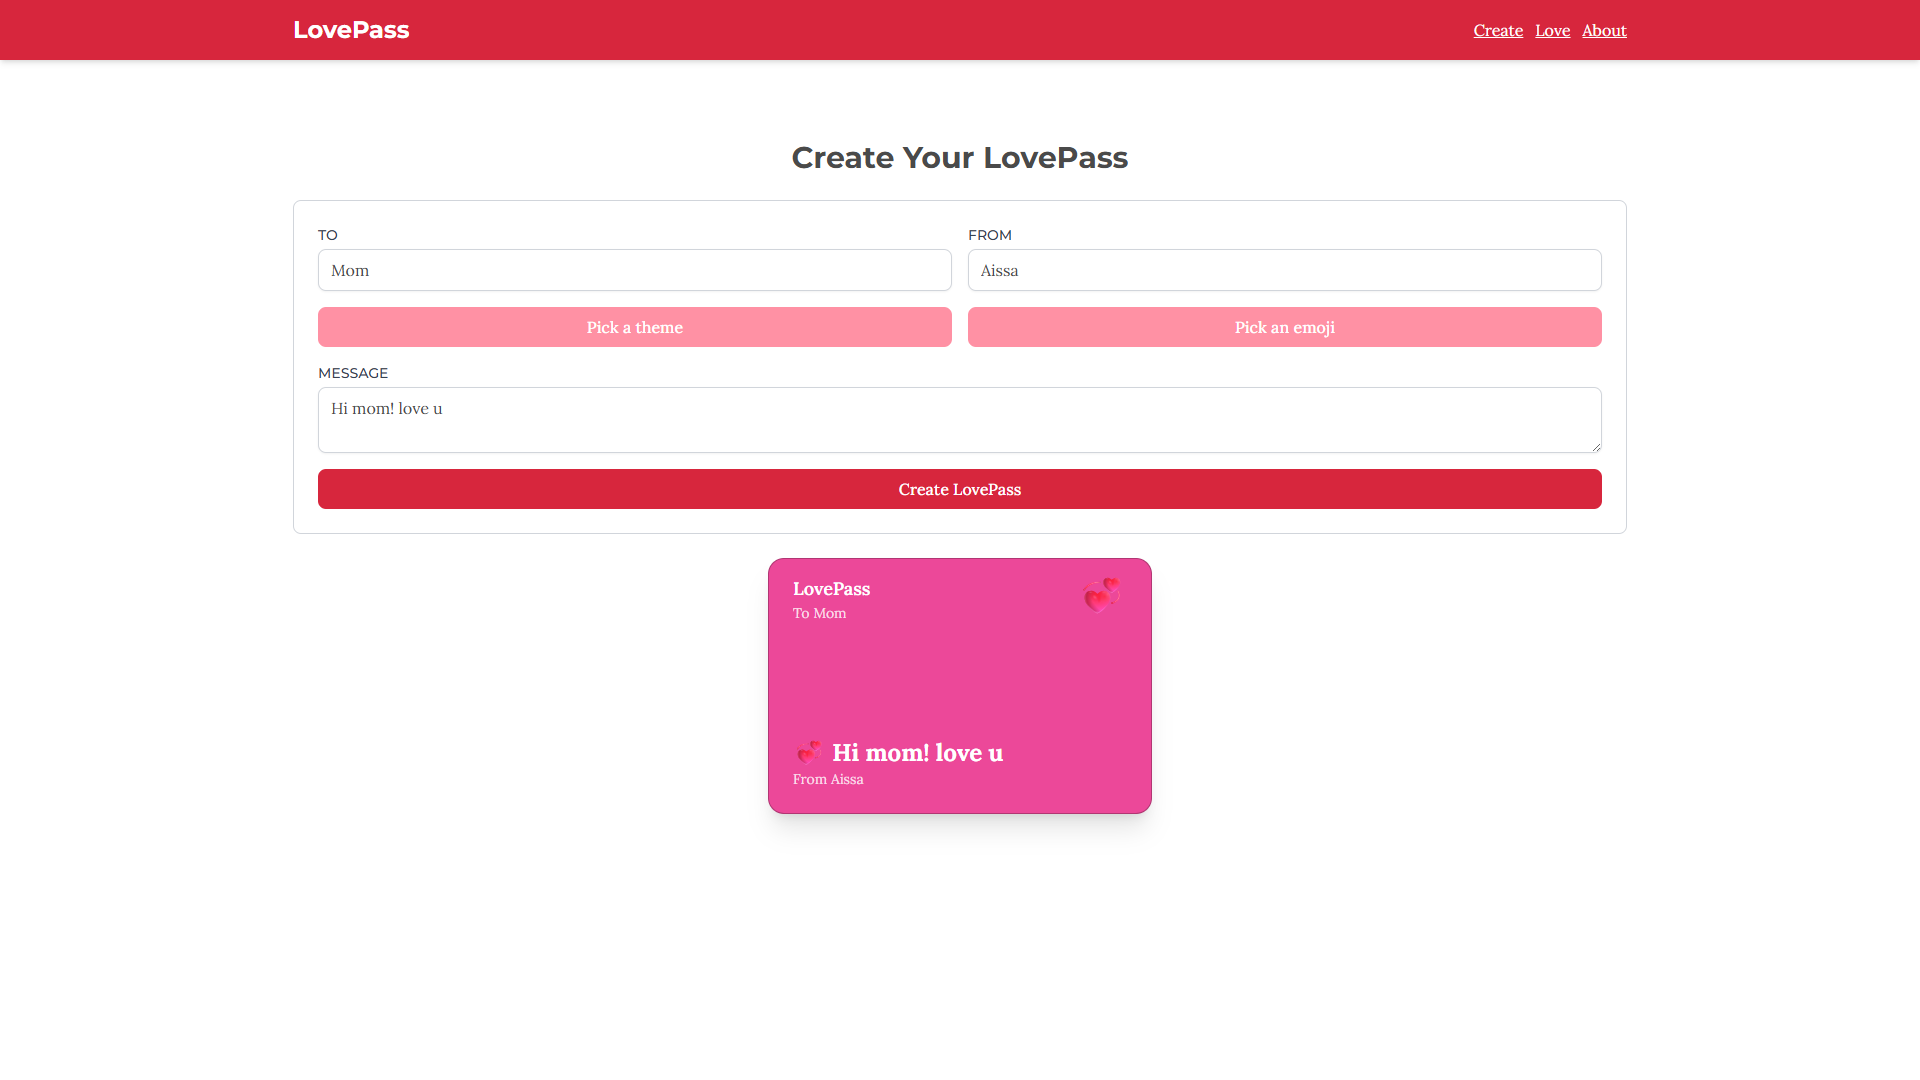 LovePass
Create Love About
Create Your LovePass
TO
FROM
Mom
Aissa
Pick a theme
Pick an emoji
MESSAGE
Hi mom! love u
Create LovePass
LovePass
To Mom
💞
💞 Hi mom! love u
From Aissa